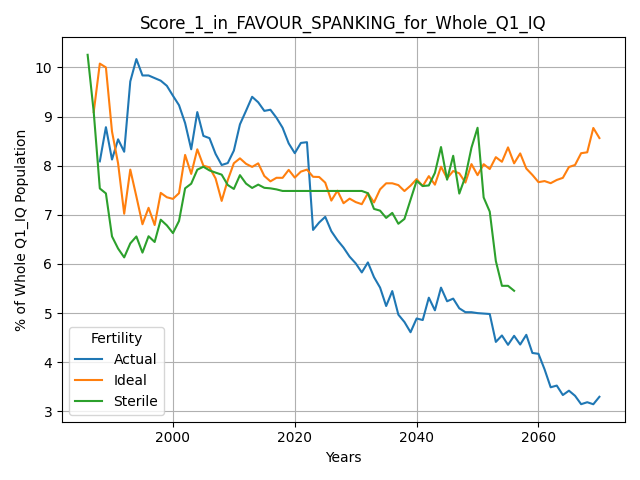 Score_1_in_FAVOUR_SPANKING_for_Whole_Q1_IQ
% of Whole Q1_IQ Population
10
9
8
7
6
5
4
3
Fertility
Actual
Ideal
Sterile
2000 2020 2040 2060
Years